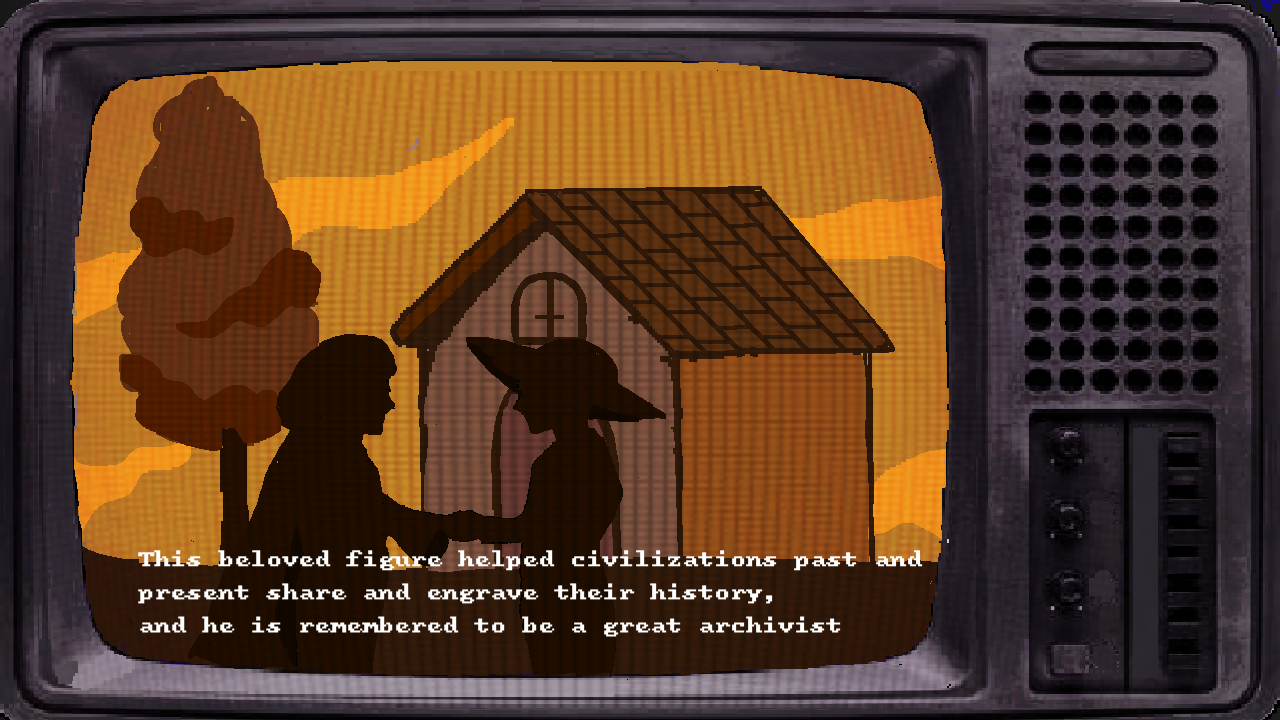 This beloved figure helped civilizations past and
present share and engrave their history,
and he is remembered to be a great archivist